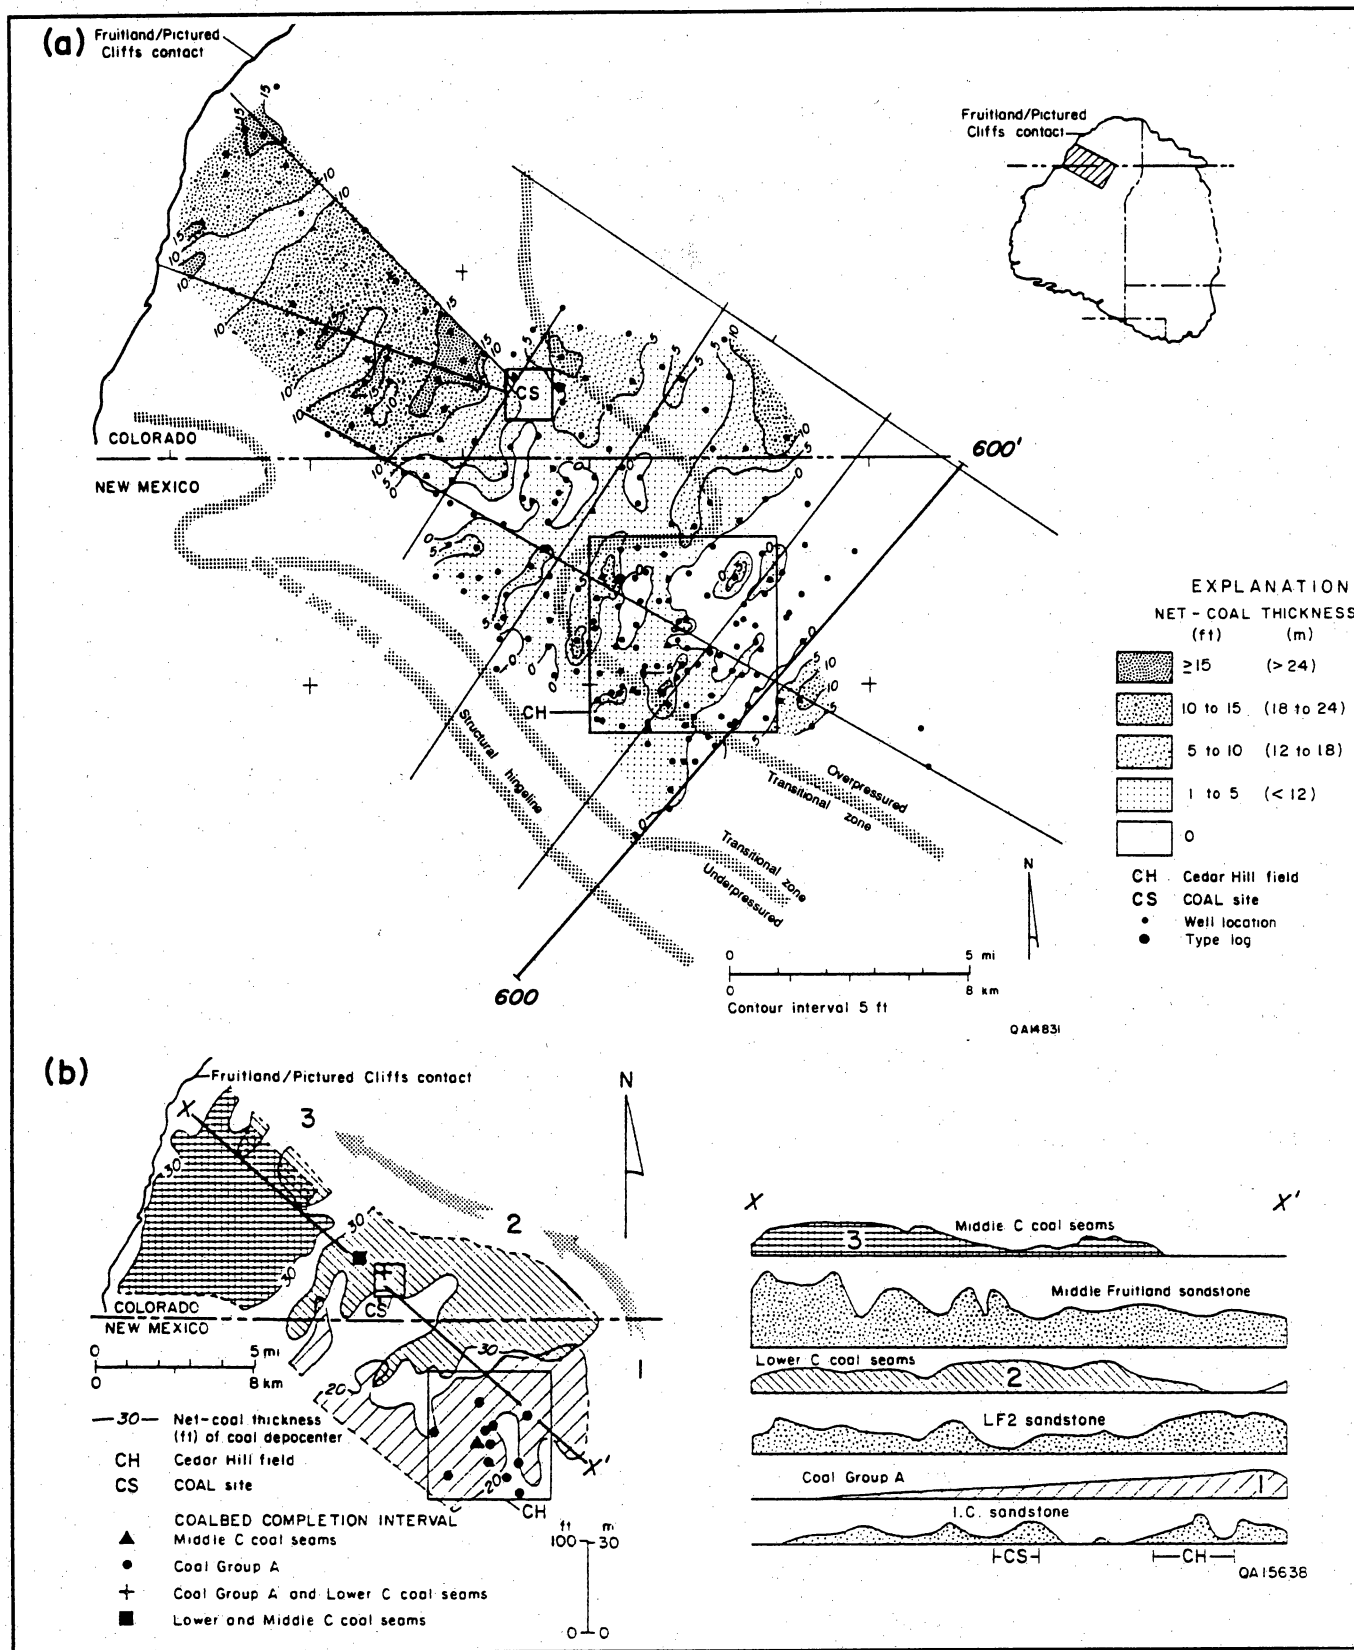 (a)
Fruitland/Pictured
Cliffs contact
Fruitland/Pictured
Cliffs contact
CS
COLORADO
NEW MEXICO
600'
CH
Structural hingeline
Overpressured
Transitional zone
Transitional zone
Underpressured
600
N
0 5 mi
0 8 km
Contour interval 5 ft
QA14831
EXPLANATION
NET-COAL THICKNESS
(ft) (m)
≥15 (>24)
10 to 15 (18 to 24)
5 to 10 (12 to 18)
1 to 5 (<12)
0
CH Cedar Hill field
CS COAL site
Well location
Type log
(b)
Fruitland/Pictured Cliffs contact
N
X
3
30
2
30
30
CS
COLORADO
NEW MEXICO
1
30
20
0 5 mi
0 8 km
20
X'
CH
—30— Net-coal thickness
(ft) of coal depocenter
CH Cedar Hill field
CS COAL site
COALBED COMPLETION INTERVAL
▲ Middle C coal seams
● Coal Group A
+ Coal Group A and Lower C coal seams
■ Lower and Middle C coal seams
ft m
100 30
0 0
X X'
Middle C coal seams
3
Middle Fruitland sandstone
Lower C coal seams
2
LF2 sandstone
Coal Group A
1
I.C. sandstone
CS CH
QA15638